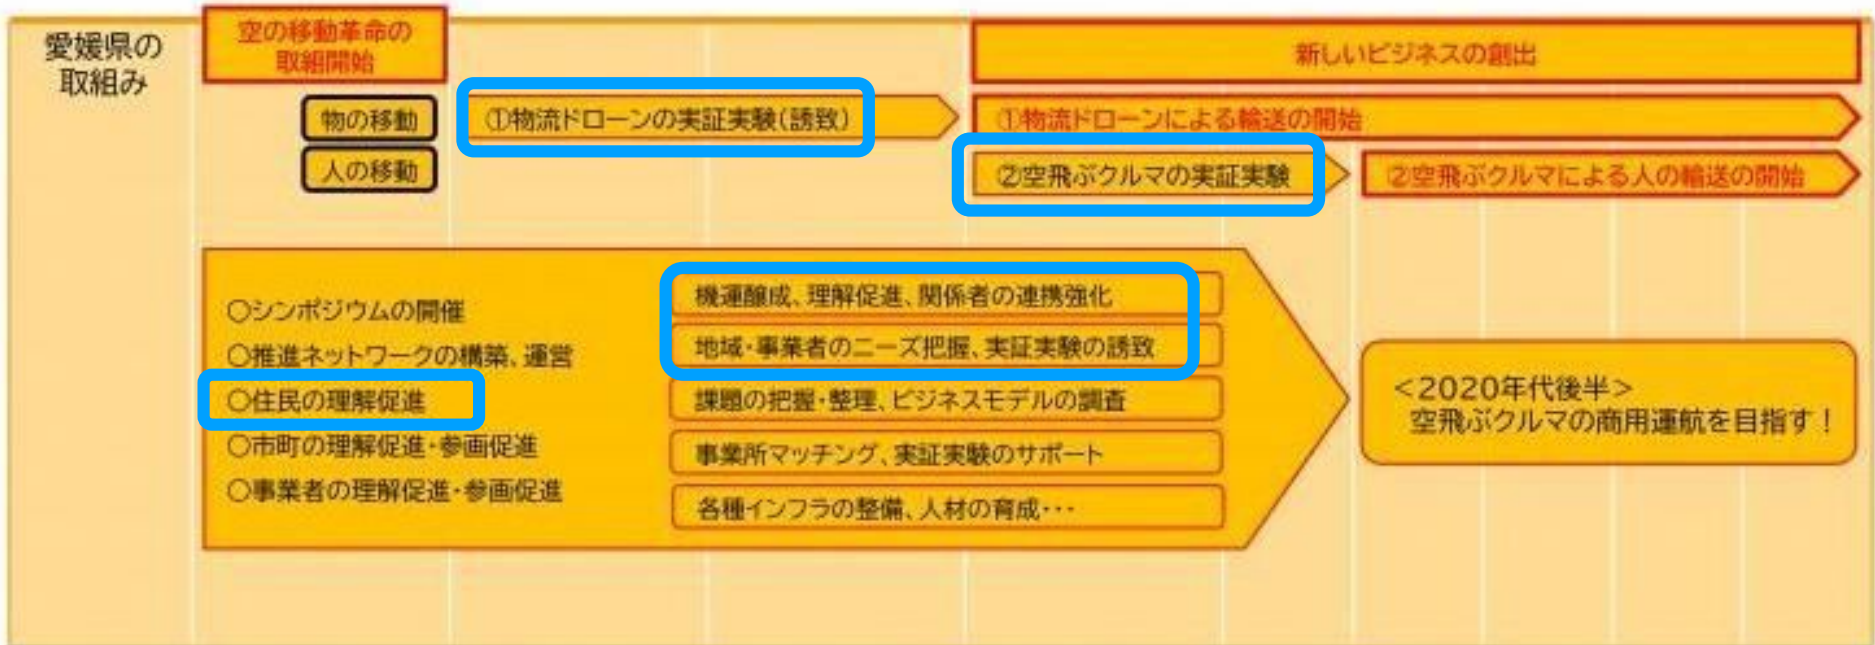 愛媛県の
取組み
空の移動革命の
取組開始
新しいビジネスの創出
物の移動
①物流ドローンの実証実験(誘致)
①物流ドローンによる輸送の開始
人の移動
②空飛ぶクルマの実証実験
②空飛ぶクルマによる人の輸送の開始
〇シンポジウムの開催
〇推進ネットワークの構築、運営
〇住民の理解促進
〇市町の理解促進・参画促進
〇事業者の理解促進・参画促進
機運醸成、理解促進、関係者の連携強化
地域・事業者のニーズ把握、実証実験の誘致
課題の把握・整理、ビジネスモデルの調査
事業所マッチング、実証実験のサポート
各種インフラの整備、人材の育成・・・
<2020年代後半>
空飛ぶクルマの商用運航を目指す!